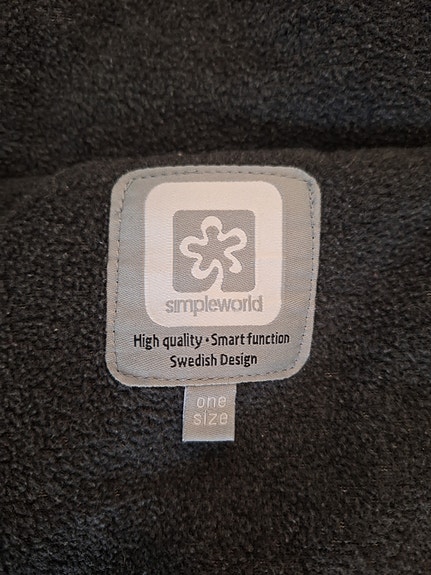 simpleworld
High quality • Smart function
Swedish Design
one
size